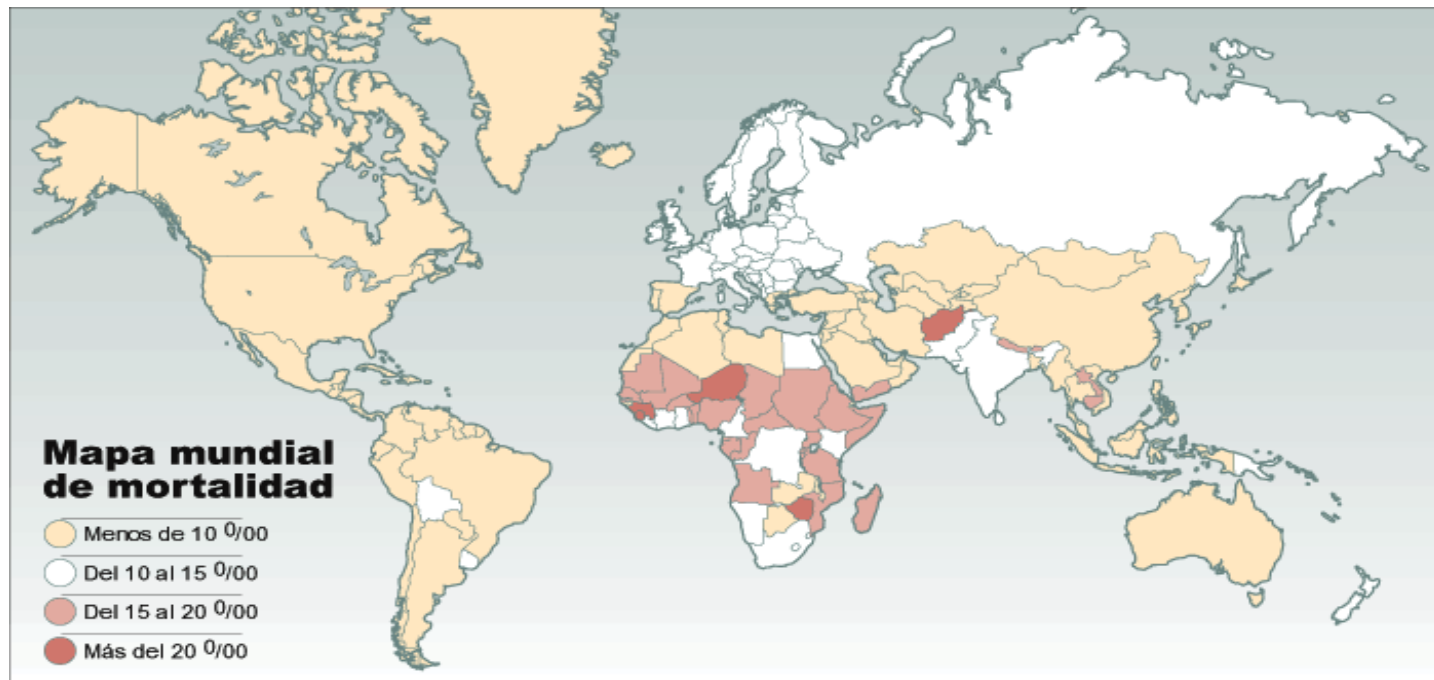 Mapa mundial
de mortalidad
Menos de 10 0/00
Del 10 al 15 0/00
Del 15 al 20 0/00
Más del 20 0/00